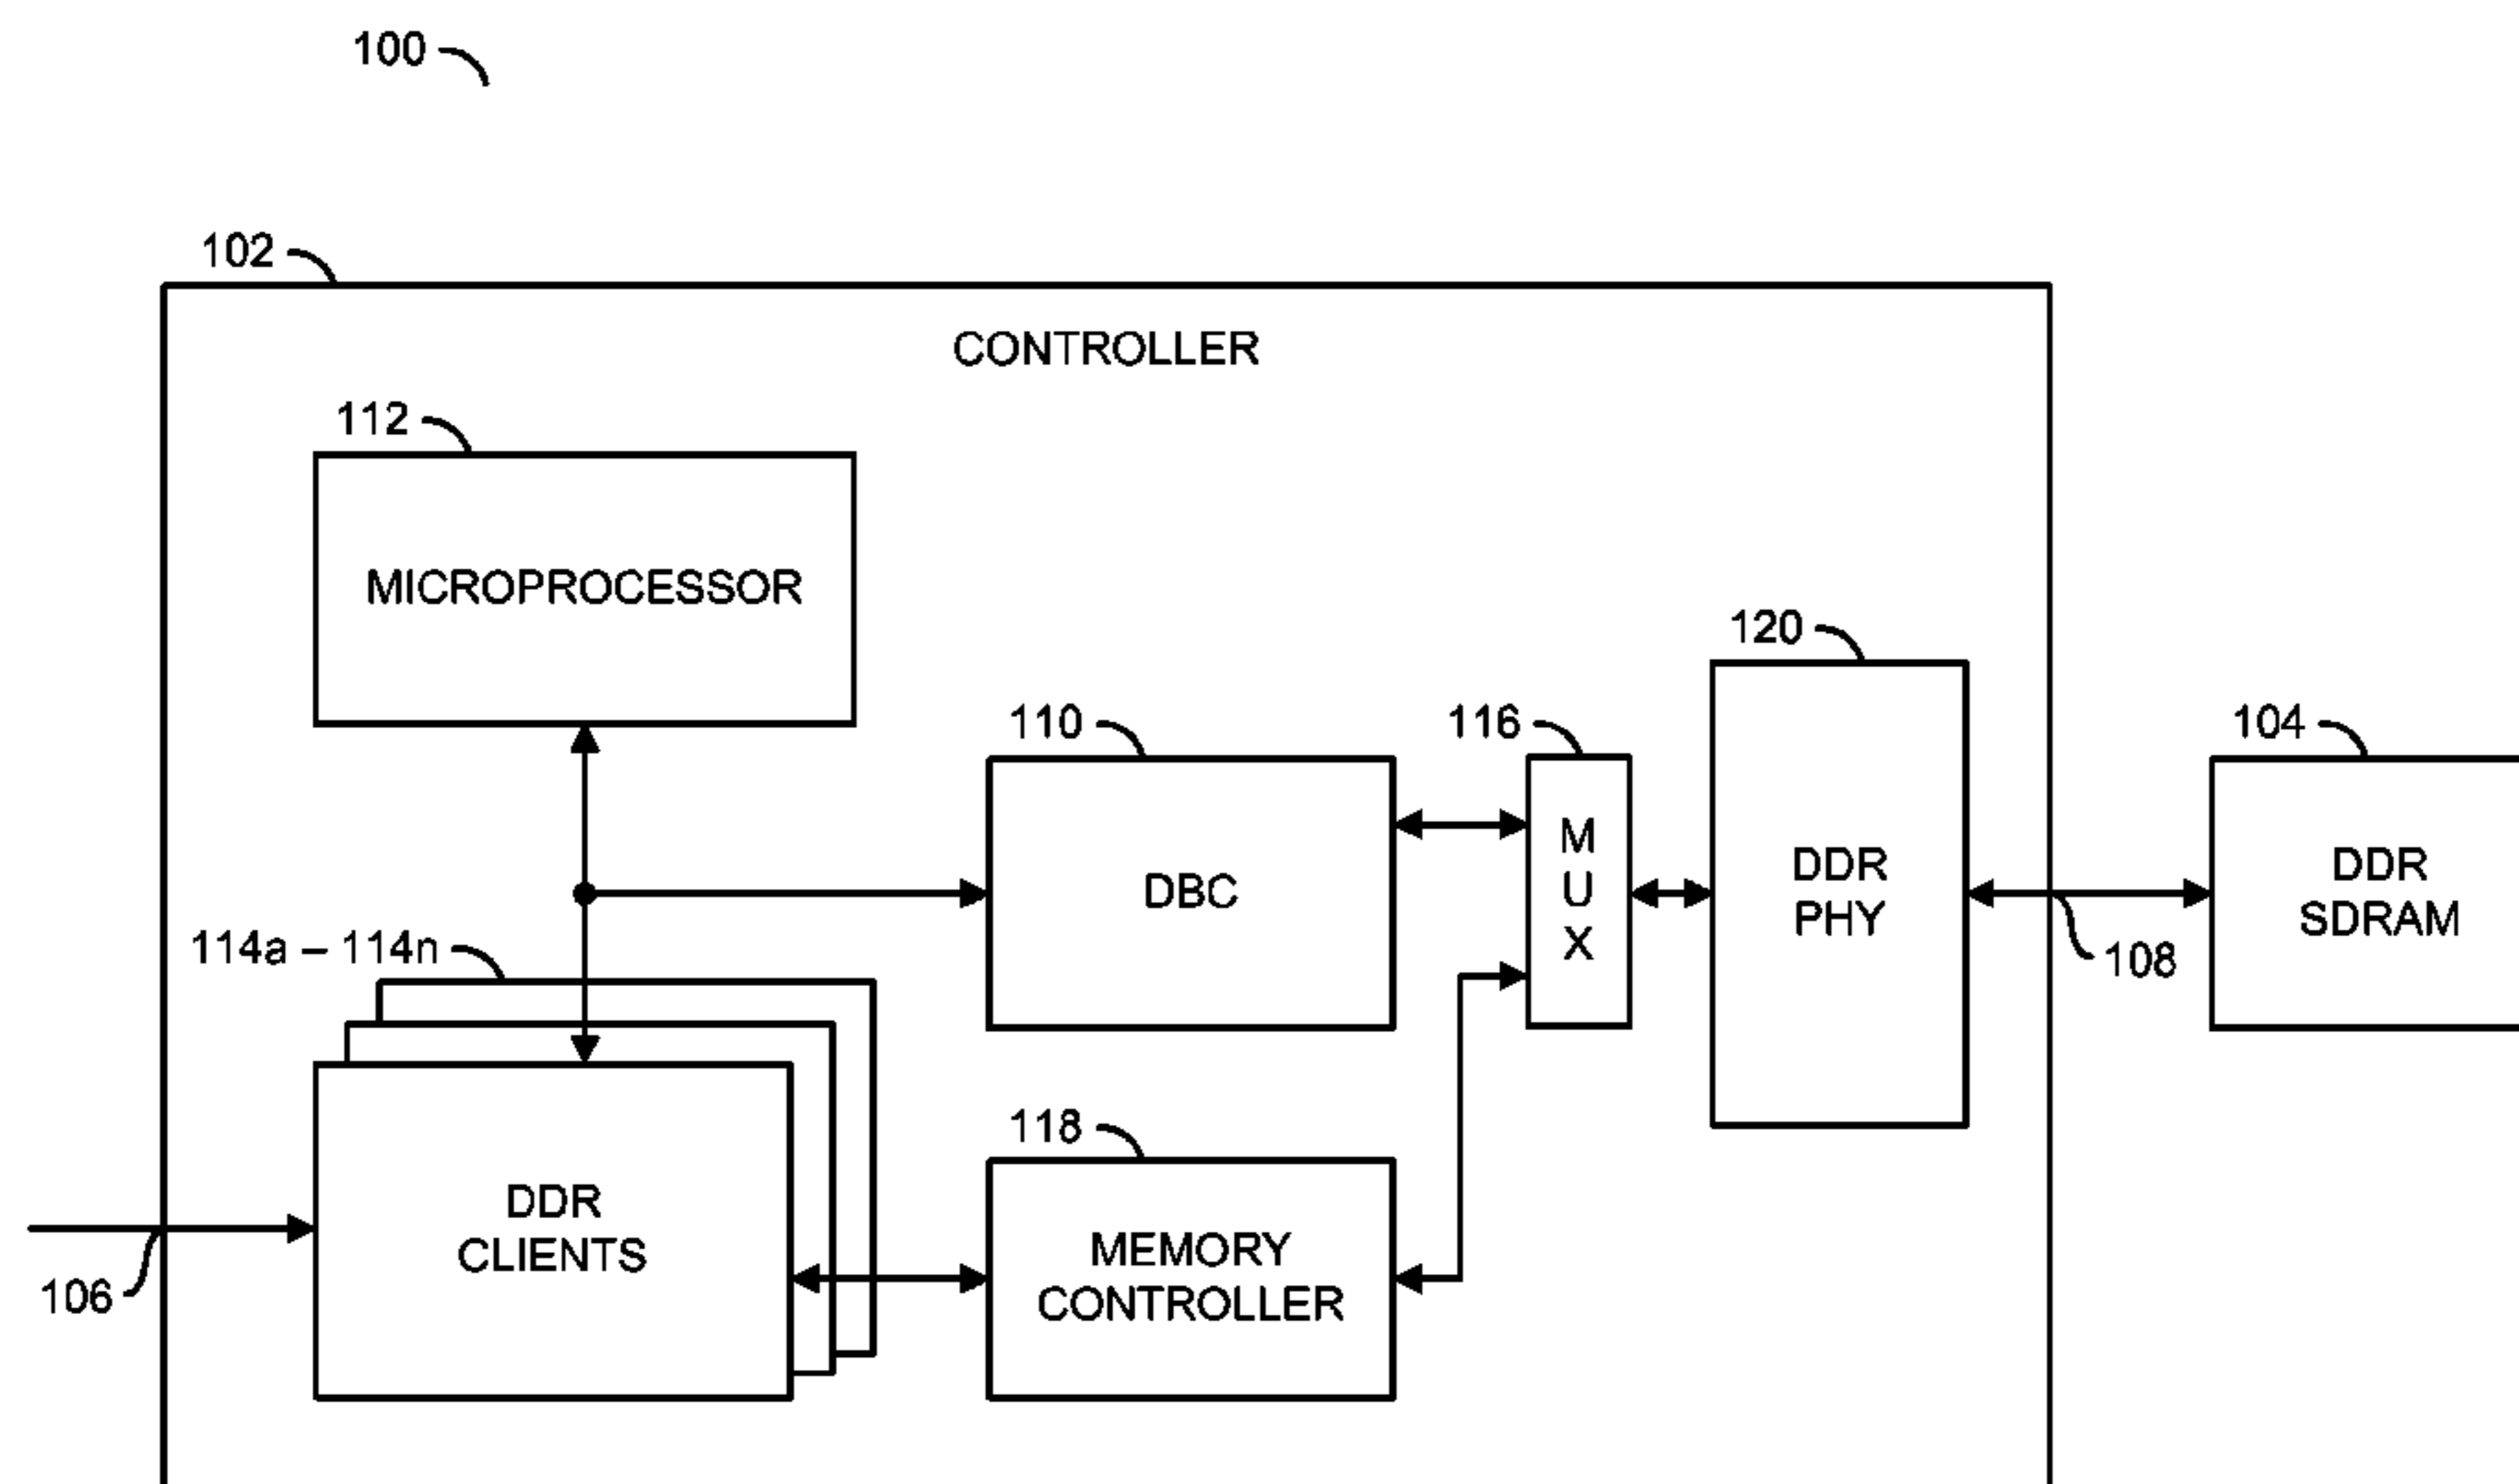 100
102
CONTROLLER
112
MICROPROCESSOR
120
110
116
104
DBC
M
U
X
DDR
PHY
DDR
SDRAM
108
114a – 114n
118
DDR
CLIENTS
MEMORY
CONTROLLER
106